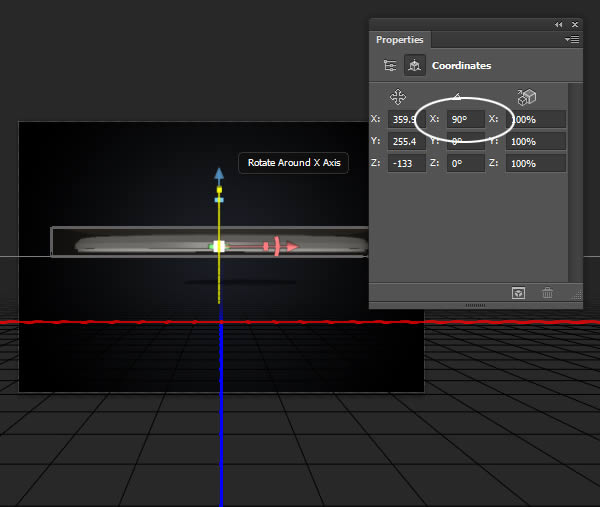 Properties
Coordinates
X: 359.9 X: 90° X: 100%
Y: 255.4 Y: 0° Y: 100%
Z: -133 Z: 0° Z: 100%
Rotate Around X Axis